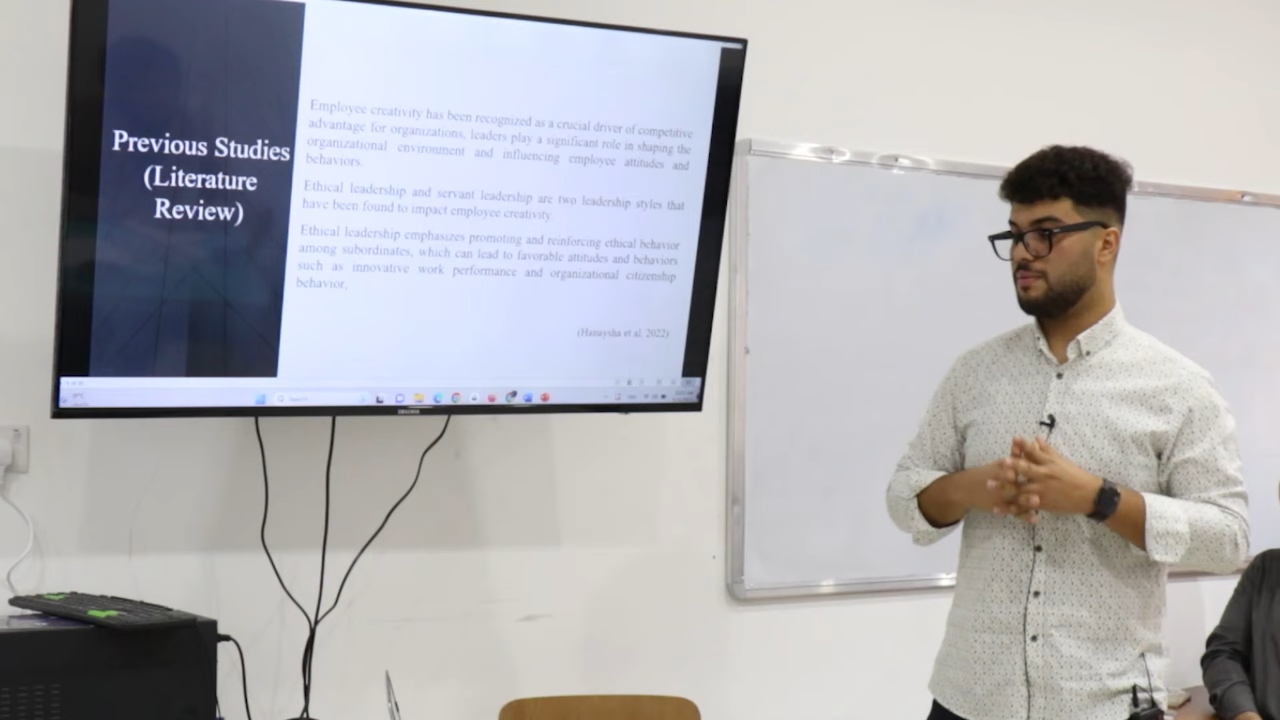 Previous Studies
(Literature
Review)
Employee creativity has been recognized as a crucial driver of competitive
advantage for organizations, leaders play a significant role in shaping the
organizational environment and influencing employee attitudes and
behaviors.
Ethical leadership and servant leadership are two leadership styles that
have been found to impact employee creativity.
Ethical leadership emphasizes promoting and reinforcing ethical behavior
among subordinates, which can lead to favorable attitudes and behaviors
such as innovative work performance and organizational citizenship
behavior,
(Hanaysha et al. 2022)
Search